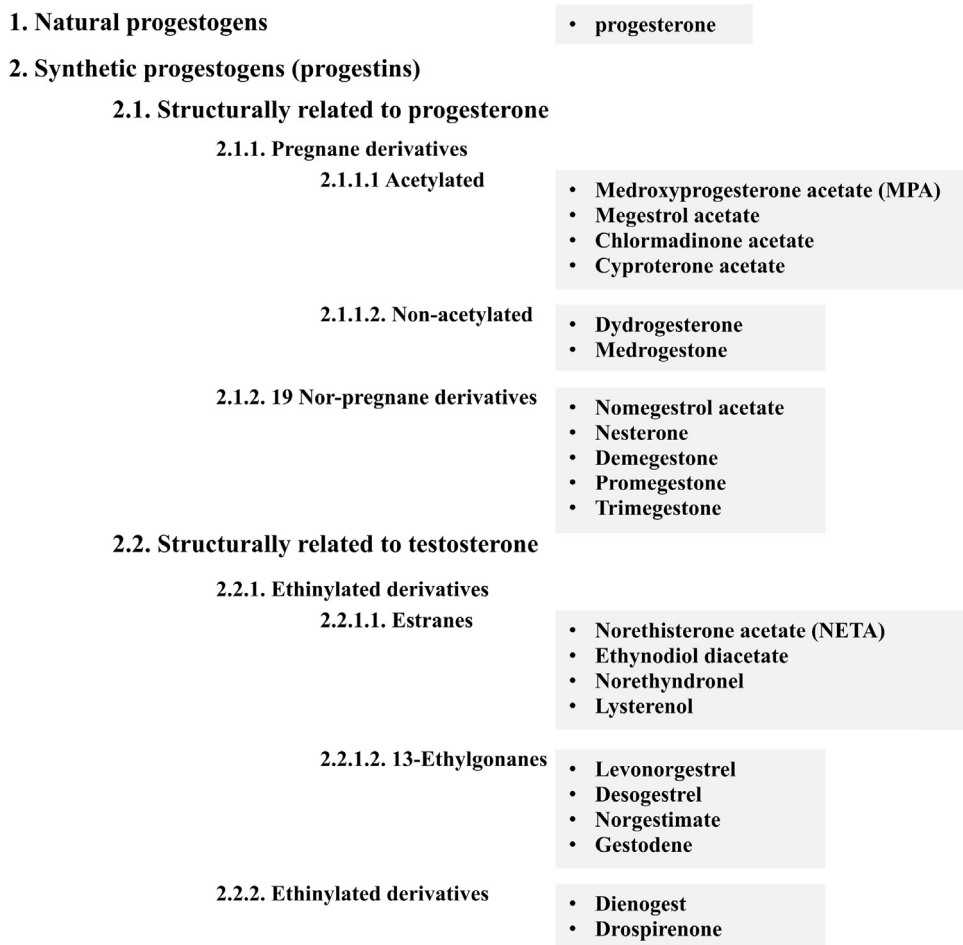 1. Natural progestogens
• progesterone
2. Synthetic progestogens (progestins)
2.1. Structurally related to progesterone
2.1.1. Pregnane derivatives
2.1.1.1 Acetylated
• Medroxyprogesterone acetate (MPA)
• Megestrol acetate
• Chlormadinone acetate
• Cyproterone acetate
2.1.1.2. Non-acetylated
• Dydrogesterone
• Medrogestone
2.1.2. 19 Nor-pregnane derivatives
• Nomegestrol acetate
• Nesterone
• Demegestone
• Promegestone
• Trimegestone
2.2. Structurally related to testosterone
2.2.1. Ethinylated derivatives
2.2.1.1. Estranes
• Norethisterone acetate (NETA)
• Ethynodiol diacetate
• Norethyndronel
• Lysterenol
2.2.1.2. 13-Ethylgonanes
• Levonorgestrel
• Desogestrel
• Norgestimate
• Gestodene
2.2.2. Ethinylated derivatives
• Dienogest
• Drospirenone